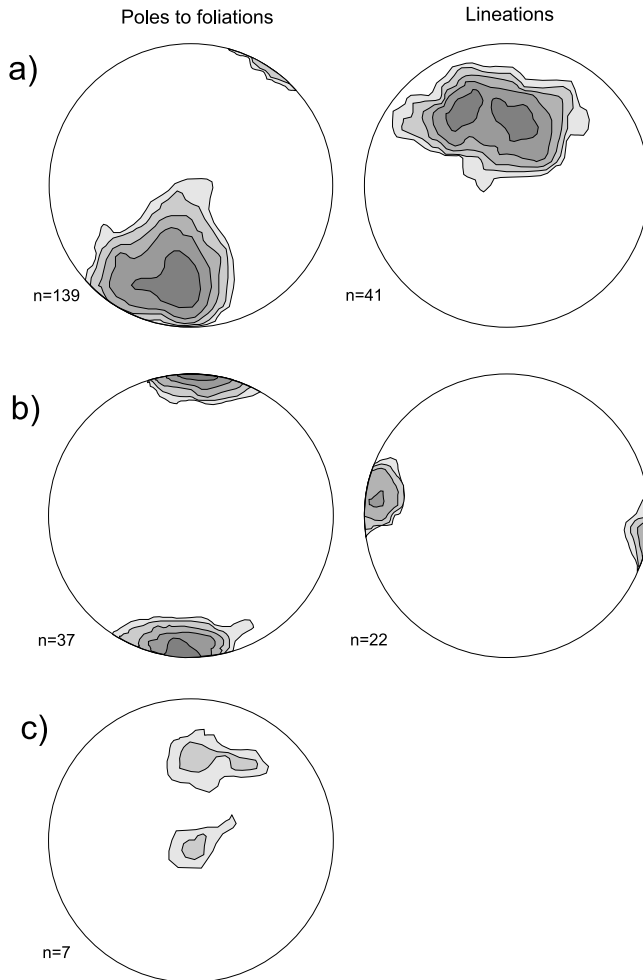 Poles to foliations
Lineations
a)
n=139
n=41
b)
n=37
n=22
c)
n=7